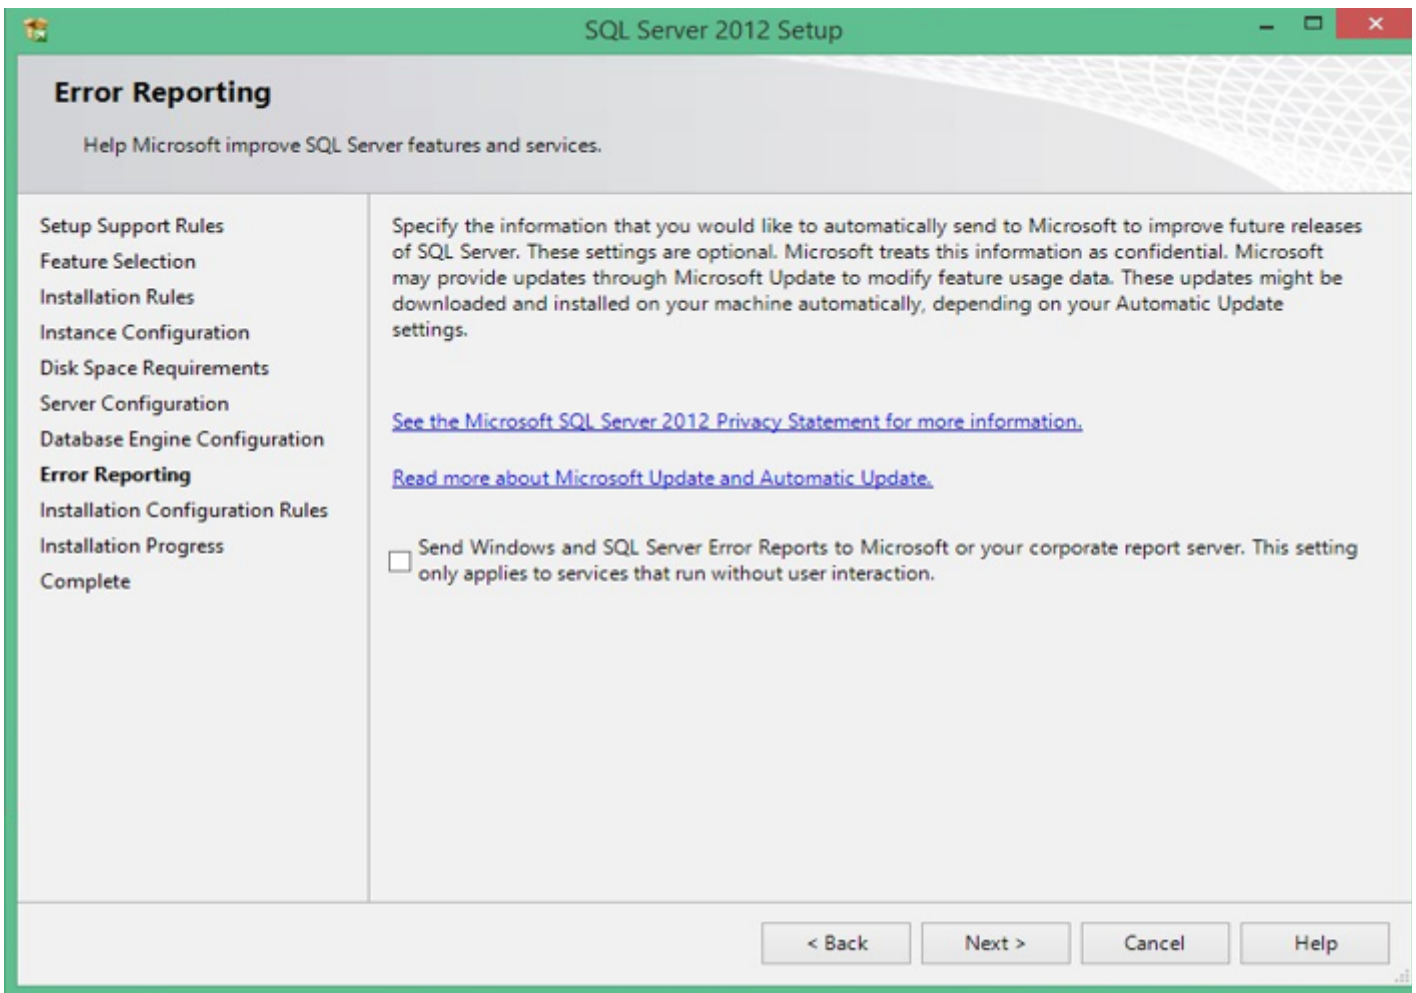 SQL Server 2012 Setup
Error Reporting
Help Microsoft improve SQL Server features and services.
Setup Support Rules
Feature Selection
Installation Rules
Instance Configuration
Disk Space Requirements
Server Configuration
Database Engine Configuration
Error Reporting
Installation Configuration Rules
Installation Progress
Complete
Specify the information that you would like to automatically send to Microsoft to improve future releases
of SQL Server. These settings are optional. Microsoft treats this information as confidential. Microsoft
may provide updates through Microsoft Update to modify feature usage data. These updates might be
downloaded and installed on your machine automatically, depending on your Automatic Update
settings.
See the Microsoft SQL Server 2012 Privacy Statement for more information.
Read more about Microsoft Update and Automatic Update.
Send Windows and SQL Server Error Reports to Microsoft or your corporate report server. This setting
only applies to services that run without user interaction.
< Back Next > Cancel Help